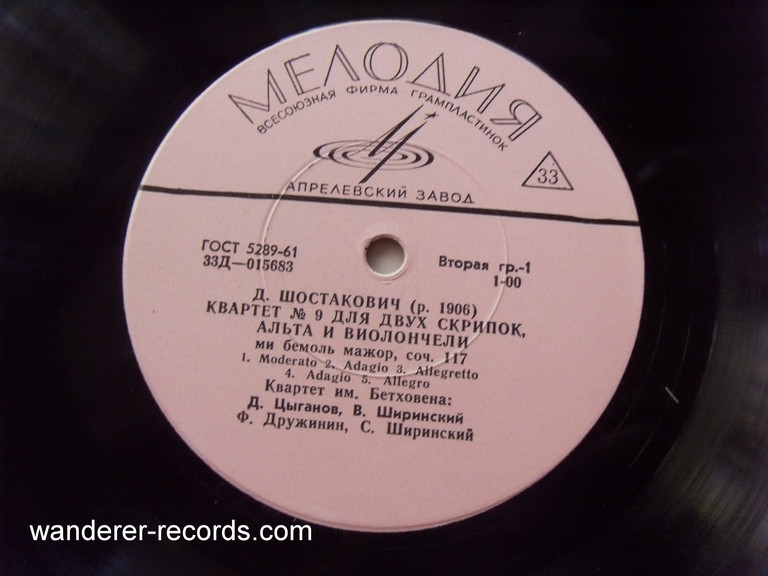 МЕЛОДИЯ
ВСЕСОЮЗНАЯ ФИРМА ГРАМПЛАСТИНОК
33
АПРЕЛЕВСКИЙ ЗАВОД
ГОСТ 5289-61
33Д—015683
Вторая гр.-1
1-00
Д. ШОСТАКОВИЧ (р. 1906)
КВАРТЕТ № 9 ДЛЯ ДВУХ СКРИПОК,
АЛЬТА И ВИОЛОНЧЕЛИ
ми бемоль мажор, соч. 117
1. Moderato 2. Adagio 3. Allegretto
4. Adagio 5. Allegro
Квартет им. Бетховена:
Д. Цыганов, В. Ширинский
Ф. Дружинин, С. Ширинский
wanderer-records.com